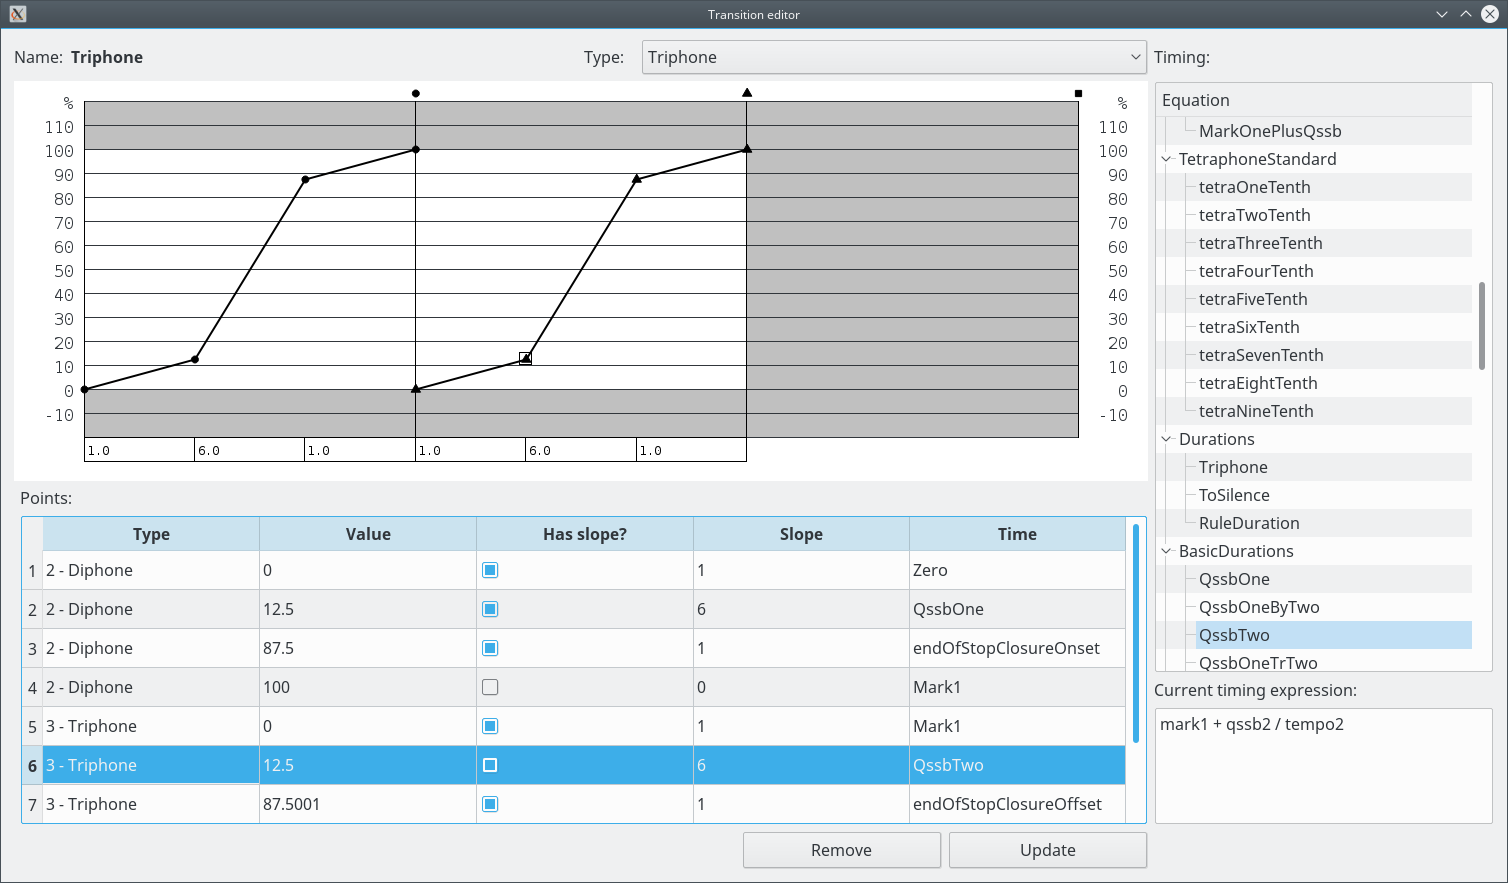 Transition editor
Name: Triphone
Type: Triphone
Timing:
% %
110 110
100 100
90 90
80 80
70 70
60 60
50 50
40 40
30 30
20 20
10 10
0 0
-10 -10
1.0 6.0 1.0 1.0 6.0 1.0
Points:
Type Value Has slope? Slope Time
1 2 - Diphone 0 1 Zero
2 2 - Diphone 12.5 6 QssbOne
3 2 - Diphone 87.5 1 endOfStopClosureOnset
4 2 - Diphone 100 0 Mark1
5 3 - Triphone 0 1 Mark1
6 3 - Triphone 12.5 6 QssbTwo
7 3 - Triphone 87.5001 1 endOfStopClosureOffset
Remove Update
Equation
MarkOnePlusQssb
TetraphoneStandard
tetraOneTenth
tetraTwoTenth
tetraThreeTenth
tetraFourTenth
tetraFiveTenth
tetraSixTenth
tetraSevenTenth
tetraEightTenth
tetraNineTenth
Durations
Triphone
ToSilence
RuleDuration
BasicDurations
QssbOne
QssbOneByTwo
QssbTwo
QssbOneTrTwo
Current timing expression:
mark1 + qssb2 / tempo2